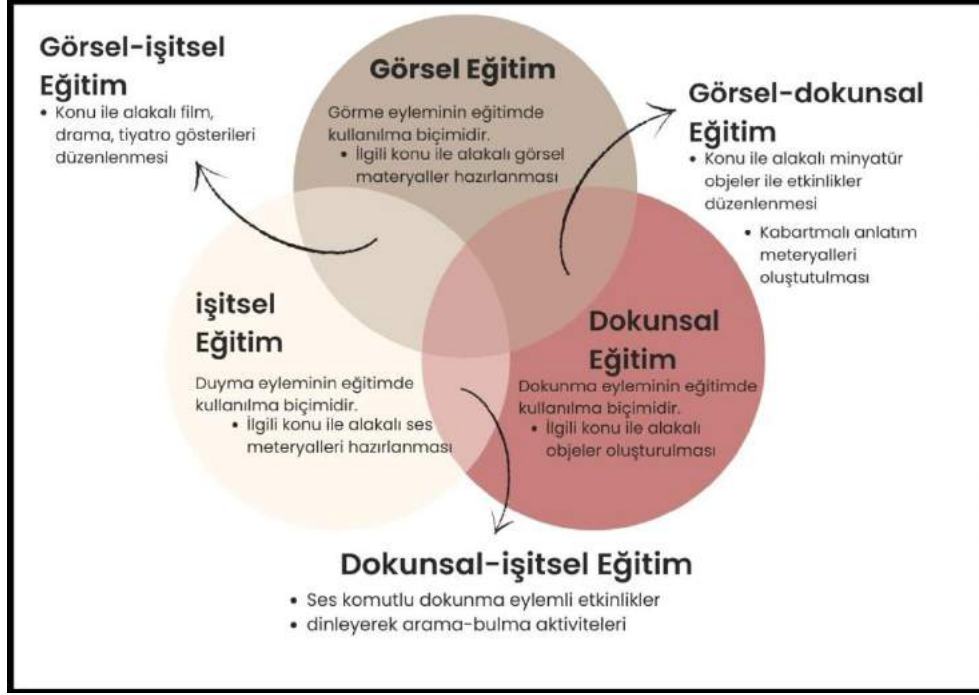 Görsel-işitsel
Eğitim
• Konu ile alakalı film,
drama, tiyatro gösterileri
düzenlenmesi
Görsel Eğitim
Görme eyleminin eğitimde
kullanılma biçimidir.
• İlgili konu ile alakalı görsel
materyaller hazırlanması
Görsel-dokunsal
Eğitim
• Konu ile alakalı minyatür
objeler ile etkinlikler
düzenlenmesi
• Kabartmalı anlatım
meteryalleri
oluştutulması
işitsel
Eğitim
Duyma eyleminin eğitimde
kullanılma biçimidir.
• İlgili konu ile alakalı ses
meteryalleri hazırlanması
Dokunsal
Eğitim
Dokunma eyleminin eğitimde
kullanılma biçimidir.
• İlgili konu ile alakalı
objeler oluşturulması
Dokunsal-işitsel Eğitim
• Ses komutlu dokunma eylemli etkinlikler
• dinleyerek arama-bulma aktiviteleri